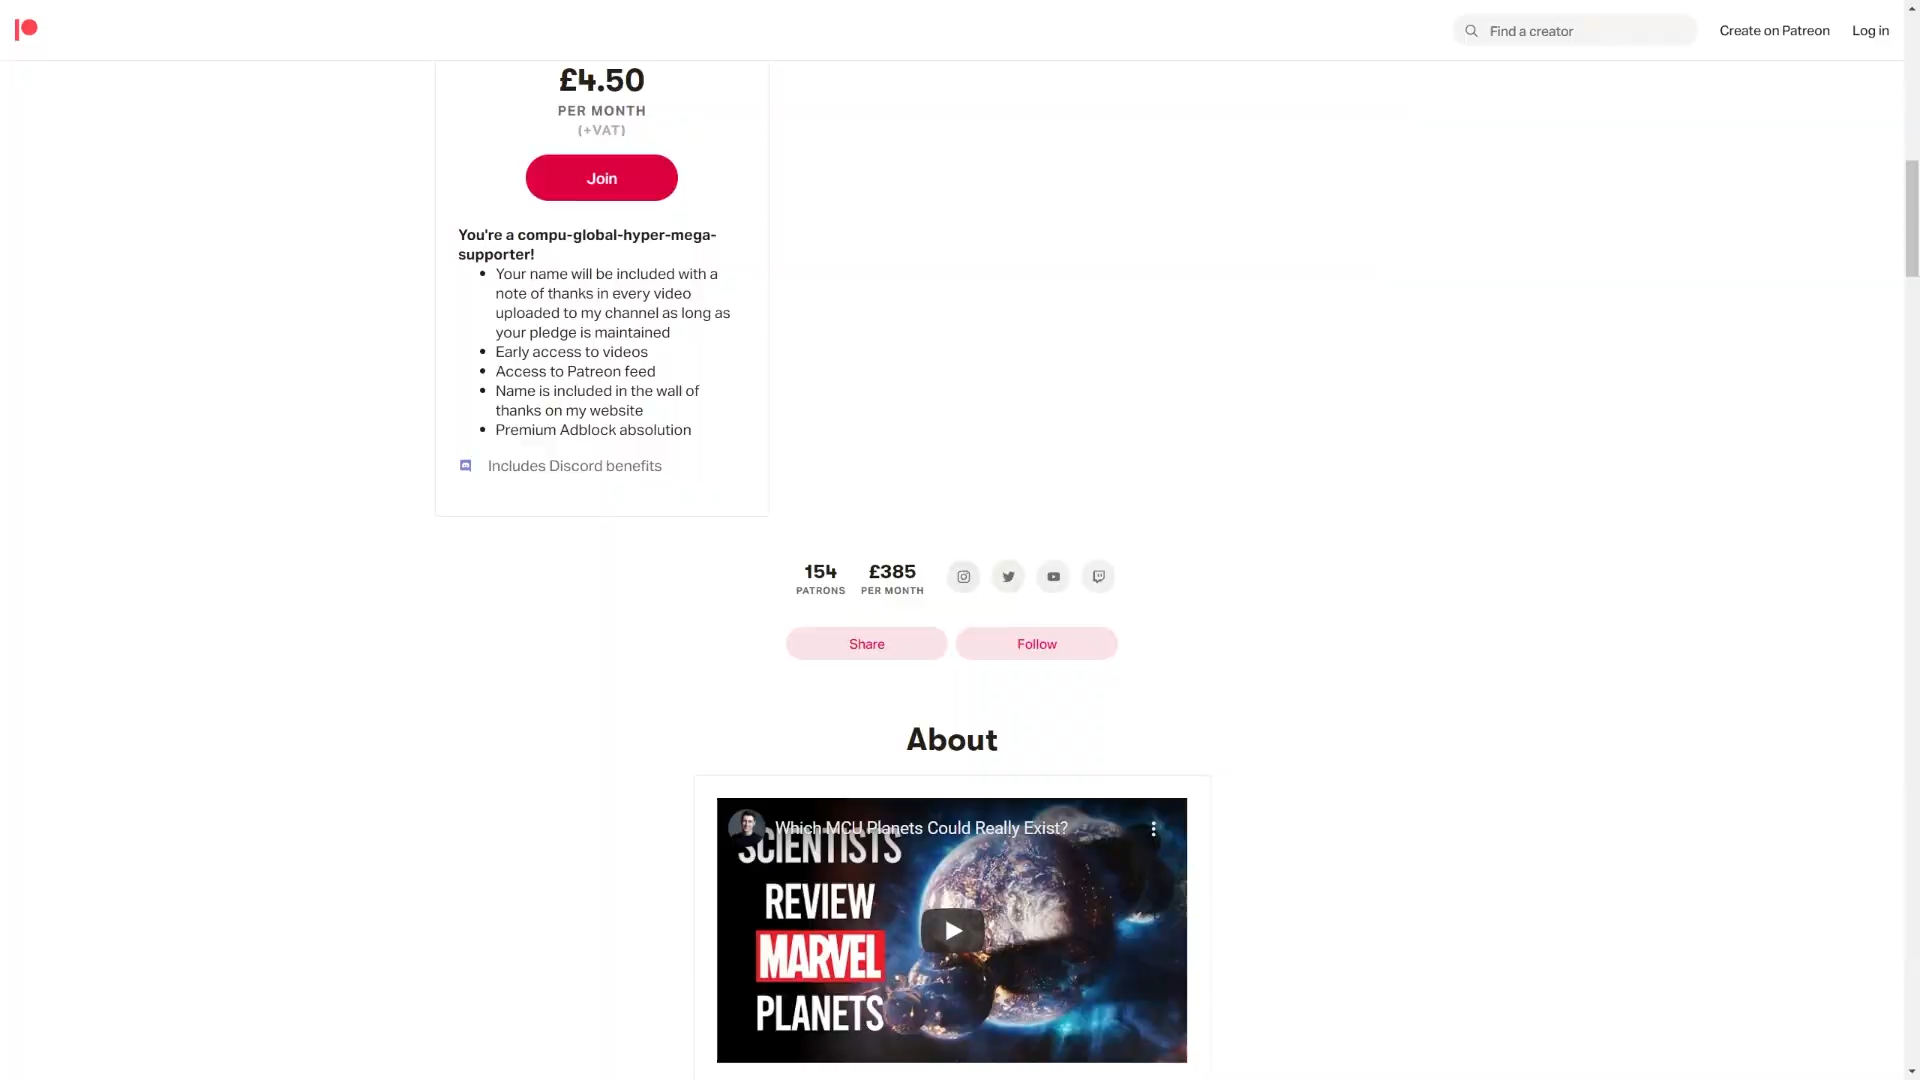 Find a creator
Create on Patreon
Log in
£4.50
PER MONTH
(+VAT)
Join
You're a compu-global-hyper-mega-
supporter!
Your name will be included with a
note of thanks in every video
uploaded to my channel as long as
your pledge is maintained
Early access to videos
Access to Patreon feed
Name is included in the wall of
thanks on my website
Premium Adblock absolution
Includes Discord benefits
154
PATRONS
£385
PER MONTH
Share
Follow
About
Which MCU Planets Could Really Exist?
SCIENTISTS
REVIEW
MARVEL
PLANETS